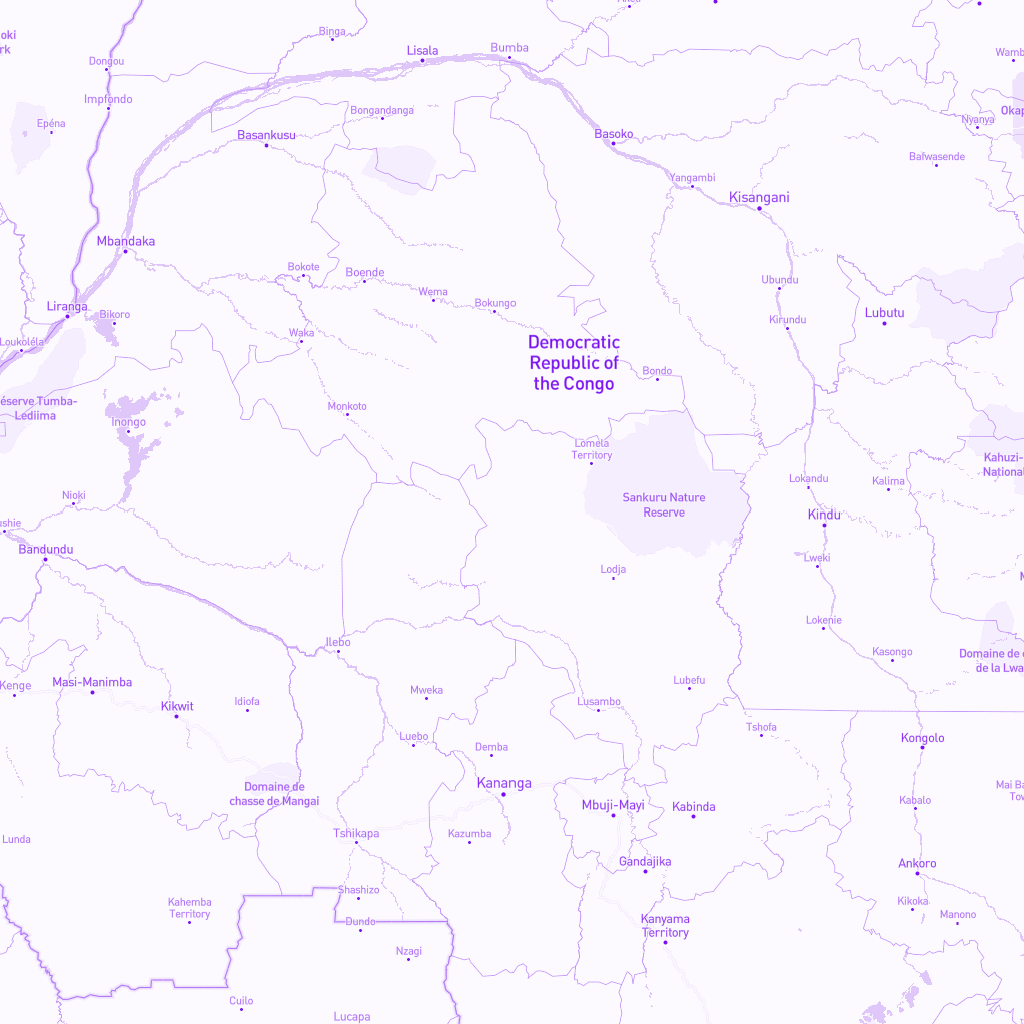 Binga
Lisala
Bumba
Dongou
Impfondo
Epéna
Bongandanga
Basankusu
Basoko
Nyanya
Bafwasende
Yangambi
Kisangani
Mbandaka
Bokote
Boende
Wema
Bokungo
Ubundu
Kirundu
Lubutu
Liranga
Bikoro
Loukoléla
Waka
Democratic
Republic of
the Congo
Bondo
éserve Tumba-
Lediima
Inongo
Monkoto
Lomela
Territory
Kahuzi-
National
Sankuru Nature
Reserve
Lokandu
Kalima
Nioki
Kindu
ushie
Bandundu
Lweki
Lodja
Lokenie
Ilebo
Kasongo
Domaine de
de la Lwa
Kenge
Masi-Manimba
Kikwit
Idiofa
Mweka
Lubefu
Lusambo
Luebo
Demba
Tshofa
Kongolo
Domaine de
chasse de Mangai
Kananga
Mbuji-Mayi
Kabinda
Kabalo
Mai Ba
Tow
Lunda
Tshikapa
Kazumba
Gandajika
Ankoro
Shashizo
Kahemba
Territory
Dundo
Kikoka
Manono
Kanyama
Territory
Nzagi
Cuilo
Lucapa